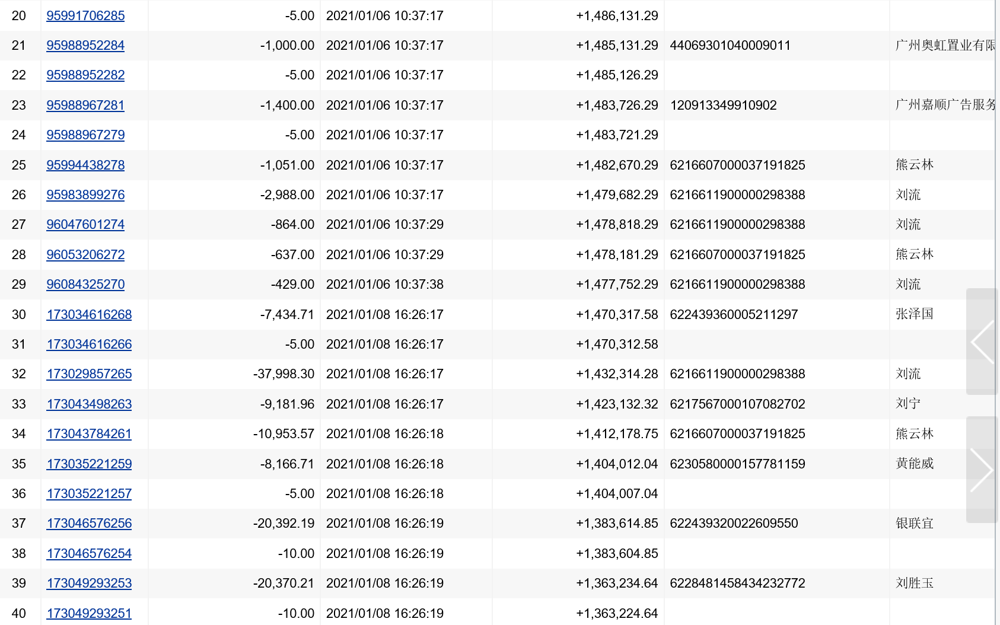 20 95991706285 -5.00 2021/01/06 10:37:17 +1,486,131.29
21 95988952284 -1,000.00 2021/01/06 10:37:17 +1,485,131.29 44069301040009011 广州奥虹置业有限
22 95988952282 -5.00 2021/01/06 10:37:17 +1,485,126.29
23 95988967281 -1,400.00 2021/01/06 10:37:17 +1,483,726.29 120913349910902 广州嘉顺广告服务
24 95988967279 -5.00 2021/01/06 10:37:17 +1,483,721.29
25 95994438278 -1,051.00 2021/01/06 10:37:17 +1,482,670.29 6216607000037191825 熊云林
26 95983899276 -2,988.00 2021/01/06 10:37:17 +1,479,682.29 6216611900000298388 刘流
27 96047601274 -864.00 2021/01/06 10:37:29 +1,478,818.29 6216611900000298388 刘流
28 96053206272 -637.00 2021/01/06 10:37:29 +1,478,181.29 6216607000037191825 熊云林
29 96084325270 -429.00 2021/01/06 10:37:38 +1,477,752.29 6216611900000298388 刘流
30 173034616268 -7,434.71 2021/01/08 16:26:17 +1,470,317.58 622439360005211297 张泽国
31 173034616266 -5.00 2021/01/08 16:26:17 +1,470,312.58
32 173029857265 -37,998.30 2021/01/08 16:26:17 +1,432,314.28 6216611900000298388 刘流
33 173043498263 -9,181.96 2021/01/08 16:26:17 +1,423,132.32 6217567000107082702 刘宁
34 173043784261 -10,953.57 2021/01/08 16:26:18 +1,412,178.75 6216607000037191825 熊云林
35 173035221259 -8,166.71 2021/01/08 16:26:18 +1,404,012.04 6230580000157781159 黄能威
36 173035221257 -5.00 2021/01/08 16:26:18 +1,404,007.04
37 173046576256 -20,392.19 2021/01/08 16:26:19 +1,383,614.85 622439320022609550 银联宜
38 173046576254 -10.00 2021/01/08 16:26:19 +1,383,604.85
39 173049293253 -20,370.21 2021/01/08 16:26:19 +1,363,234.64 6228481458434232772 刘胜玉
40 173049293251 -10.00 2021/01/08 16:26:19 +1,363,224.64